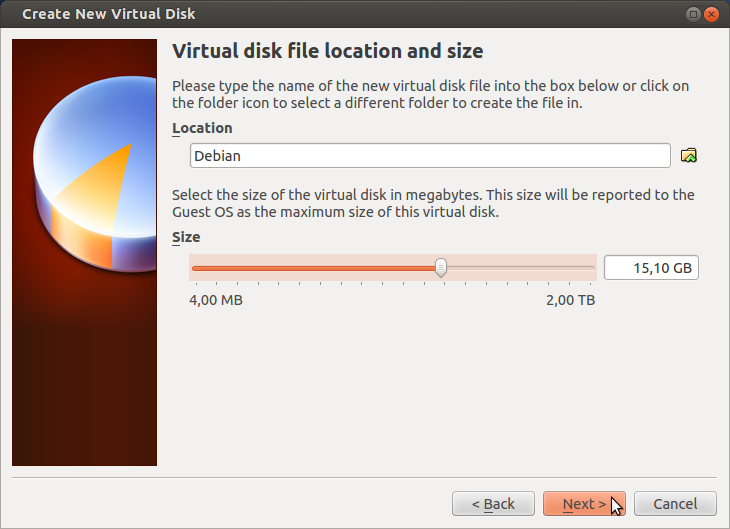 Create New Virtual Disk
Virtual disk file location and size
Please type the name of the new virtual disk file into the box below or click on
the folder icon to select a different folder to create the file in.
Location
Debian
Select the size of the virtual disk in megabytes. This size will be reported to the
Guest OS as the maximum size of this virtual disk.
Size
15,10 GB
4,00 MB 2,00 TB
< Back Next > Cancel